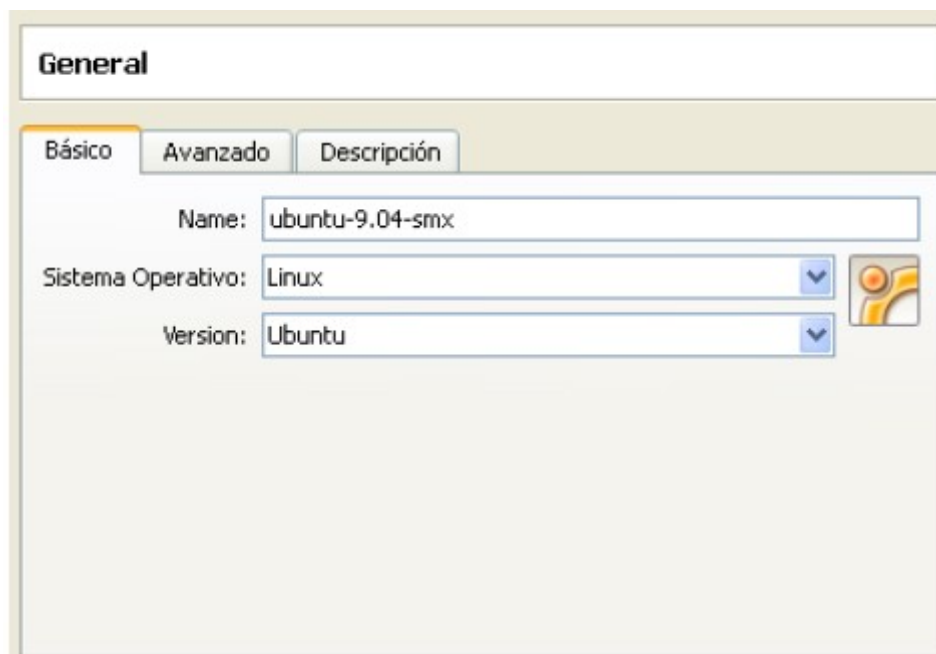 General
Básico Avanzado Descripción
Name: ubuntu-9.04-smx
Sistema Operativo: Linux
Version: Ubuntu